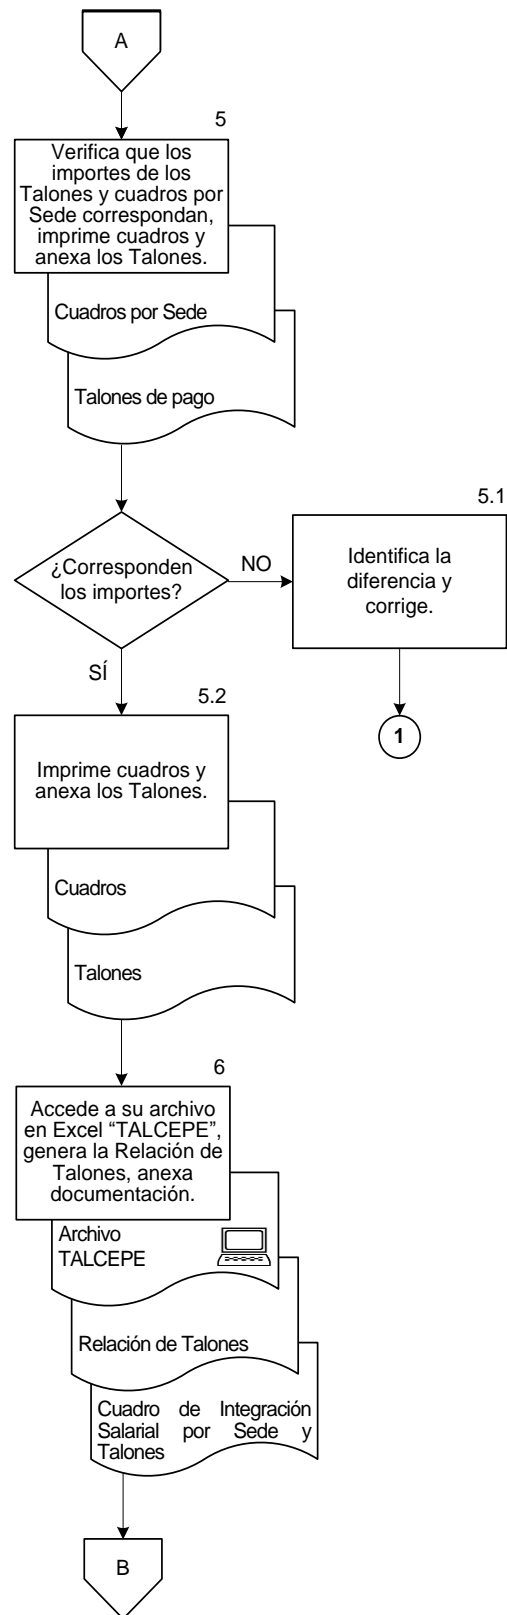 A
5
Verifica que los
importes de los
Talones y cuadros por
Sede correspondan,
imprime cuadros y
anexa los Talones.
Cuadros por Sede
Talones de pago
¿Corresponden
los importes?
NO
5.1
Identifica la
diferencia y
corrige.
1
SÍ
5.2
Imprime cuadros y
anexa los Talones.
Cuadros
Talones
6
Accede a su archivo
en Excel “TALCEPE”,
genera la Relación de
Talones, anexa
documentación.
Archivo
TALCEPE
Relación de Talones
Cuadro de Integración
Salarial por Sede y
Talones
B